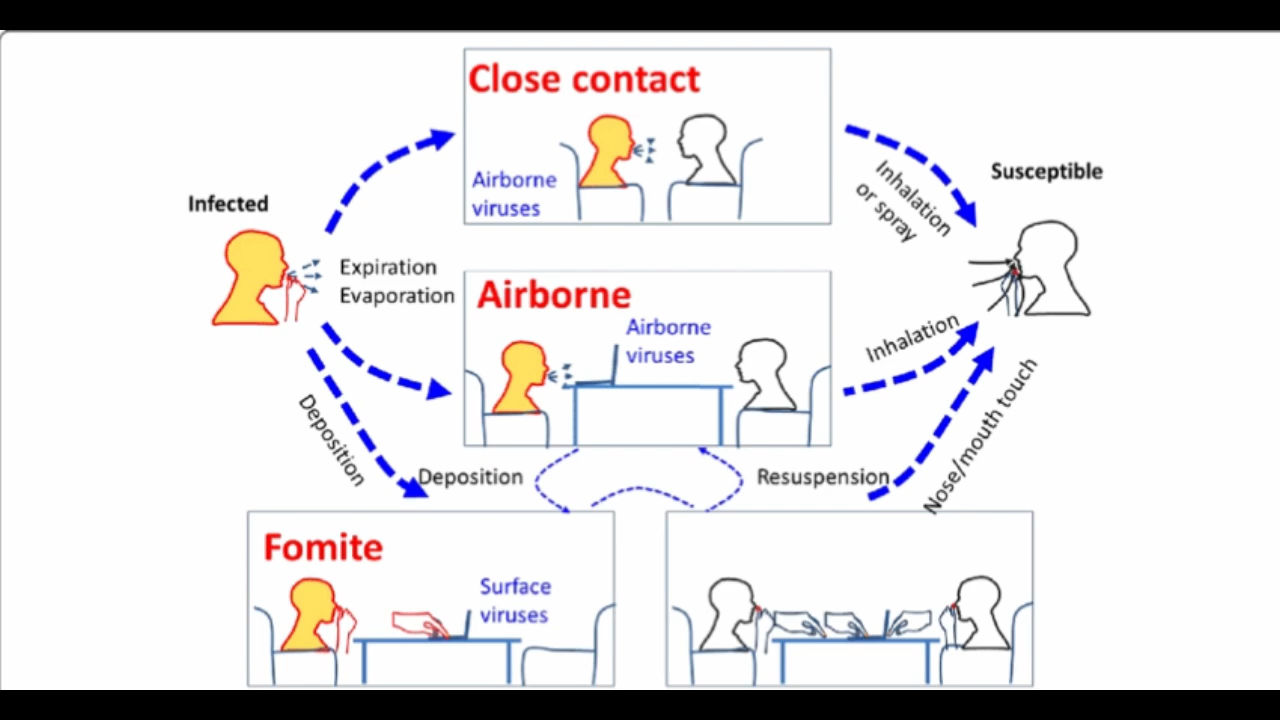 Close contact
Airborne
viruses
Inhalation
or spray
Susceptible
Infected
Expiration
Evaporation
Airborne
Airborne
viruses
Inhalation
Deposition
Deposition
Resuspension
Nose/mouth touch
Fomite
Surface
viruses